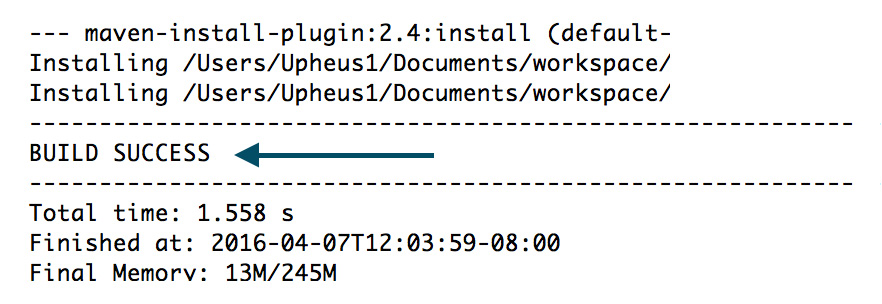 --- maven-install-plugin:2.4:install (default-
Installing /Users/Upheus1/Documents/workspace/
Installing /Users/Upheus1/Documents/workspace/
------------------------------------------------------------
BUILD SUCCESS
------------------------------------------------------------
Total time: 1.558 s
Finished at: 2016-04-07T12:03:59-08:00
Final Memory: 13M/245M